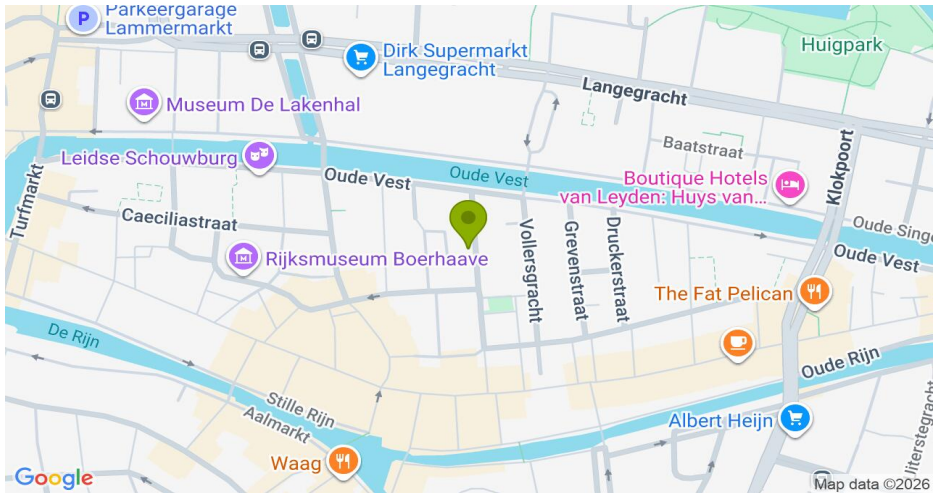 Parkeergarage
Lammermarkt
P
Dirk Supermarkt
Langegracht
Huigpark
Langegracht
Museum De Lakenhal
Klokpoort
Baatstraat
Leidse Schouwburg
Oude Vest
Oude Vest
Boutique Hotels
van Leyden: Huys van...
Turfmarkt
Caeciliastraat
Vollersgracht
Grevenstraat
Druckerstraat
Oude Singe
Oude Vest
Rijksmuseum Boerhaave
The Fat Pelican
De Rijn
Oude Rijn
Stille Rijn
Aalmarkt
Albert Heijn
Waag
Google
Map data ©2026